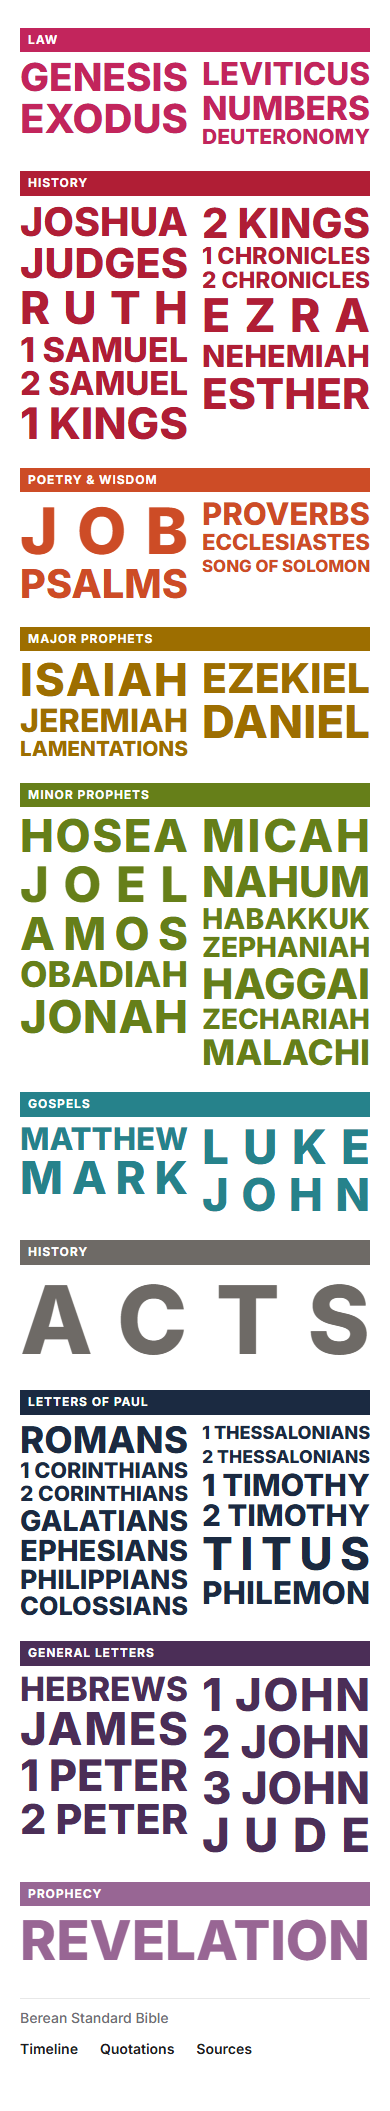 LAW
GENESIS
EXODUS
LEVITICUS
NUMBERS
DEUTERONOMY
HISTORY
JOSHUA
JUDGES
RUTH
1 SAMUEL
2 SAMUEL
1 KINGS
2 KINGS
1 CHRONICLES
2 CHRONICLES
EZRA
NEHEMIAH
ESTHER
POETRY & WISDOM
JOB
PSALMS
PROVERBS
ECCLESIASTES
SONG OF SOLOMON
MAJOR PROPHETS
ISAIAH
JEREMIAH
LAMENTATIONS
EZEKIEL
DANIEL
MINOR PROPHETS
HOSEA
JOEL
AMOS
OBADIAH
JONAH
MICAH
NAHUM
HABAKKUK
ZEPHANIAH
HAGGAI
ZECHARIAH
MALACHI
GOSPELS
MATTHEW
MARK
LUKE
JOHN
HISTORY
ACTS
LETTERS OF PAUL
ROMANS
1 CORINTHIANS
2 CORINTHIANS
GALATIANS
EPHESIANS
PHILIPPIANS
COLOSSIANS
1 THESSALONIANS
2 THESSALONIANS
1 TIMOTHY
2 TIMOTHY
TITUS
PHILEMON
GENERAL LETTERS
HEBREWS
JAMES
1 PETER
2 PETER
1 JOHN
2 JOHN
3 JOHN
JUDE
PROPHECY
REVELATION
Berean Standard Bible
Timeline Quotations Sources